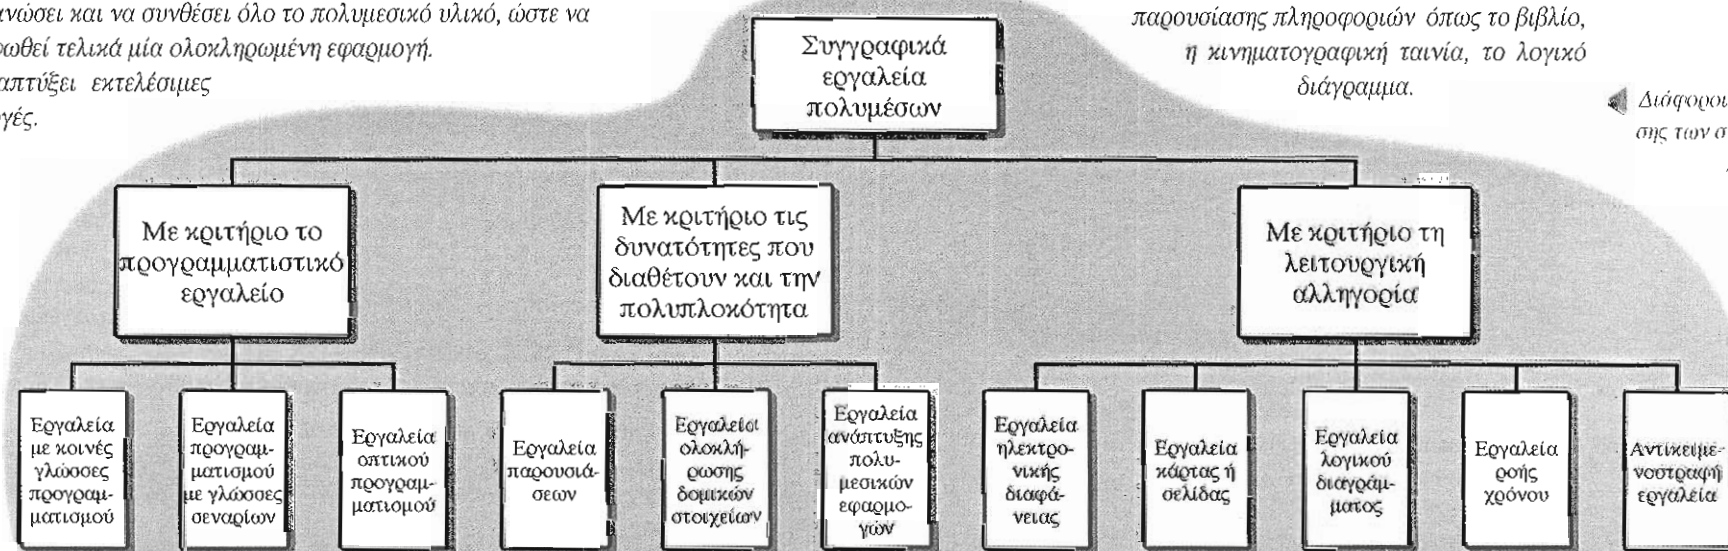 και να συνθέσει όλο το πολυμεσικό υλικό, ώστε να
τελικά μία ολοκληρωμένη εφαρμογή.
εκτελέσιμες
παρουσίασης πληροφοριών όπως το βιβλίο,
η κινηματογραφική ταινία, το λογικό
διάγραμμα.
σης των
Συγγραφικά
εργαλεία
πολυμέσων
Με κριτήριο το
προγραμματιστικό
εργαλείο
Με κριτήριο τις
δυνατότητες που
διαθέτουν και την
πολυπλοκότητα
Με κριτήριο τη
λειτουργική
αλληγορία
Εργαλεία
με κοινές
γλώσσες
προγραμ-
ματισμού
Εργαλεία
προγραμ-
ματισμού
με γλώσσες
σεναρίων
Εργαλεία
οπτικού
προγραμ-
ματισμού
Εργαλεία
παρουσιά-
σεων
Εργαλεία
ολοκλή-
ρωσης
δομικών
στοιχείων
Εργαλεία
ανάπτυξης
πολυ-
μεσικών
εφαρμο-
γών
Εργαλεία
ηλεκτρο-
νικής
διαφά-
νειας
Εργαλεία
κάρτας ή
σελίδας
Εργαλεία
λογικού
διαγράμ-
ματος
Εργαλεία
ροής
χρόνου
Αντικειμε-
νοστραφή
εργαλεία